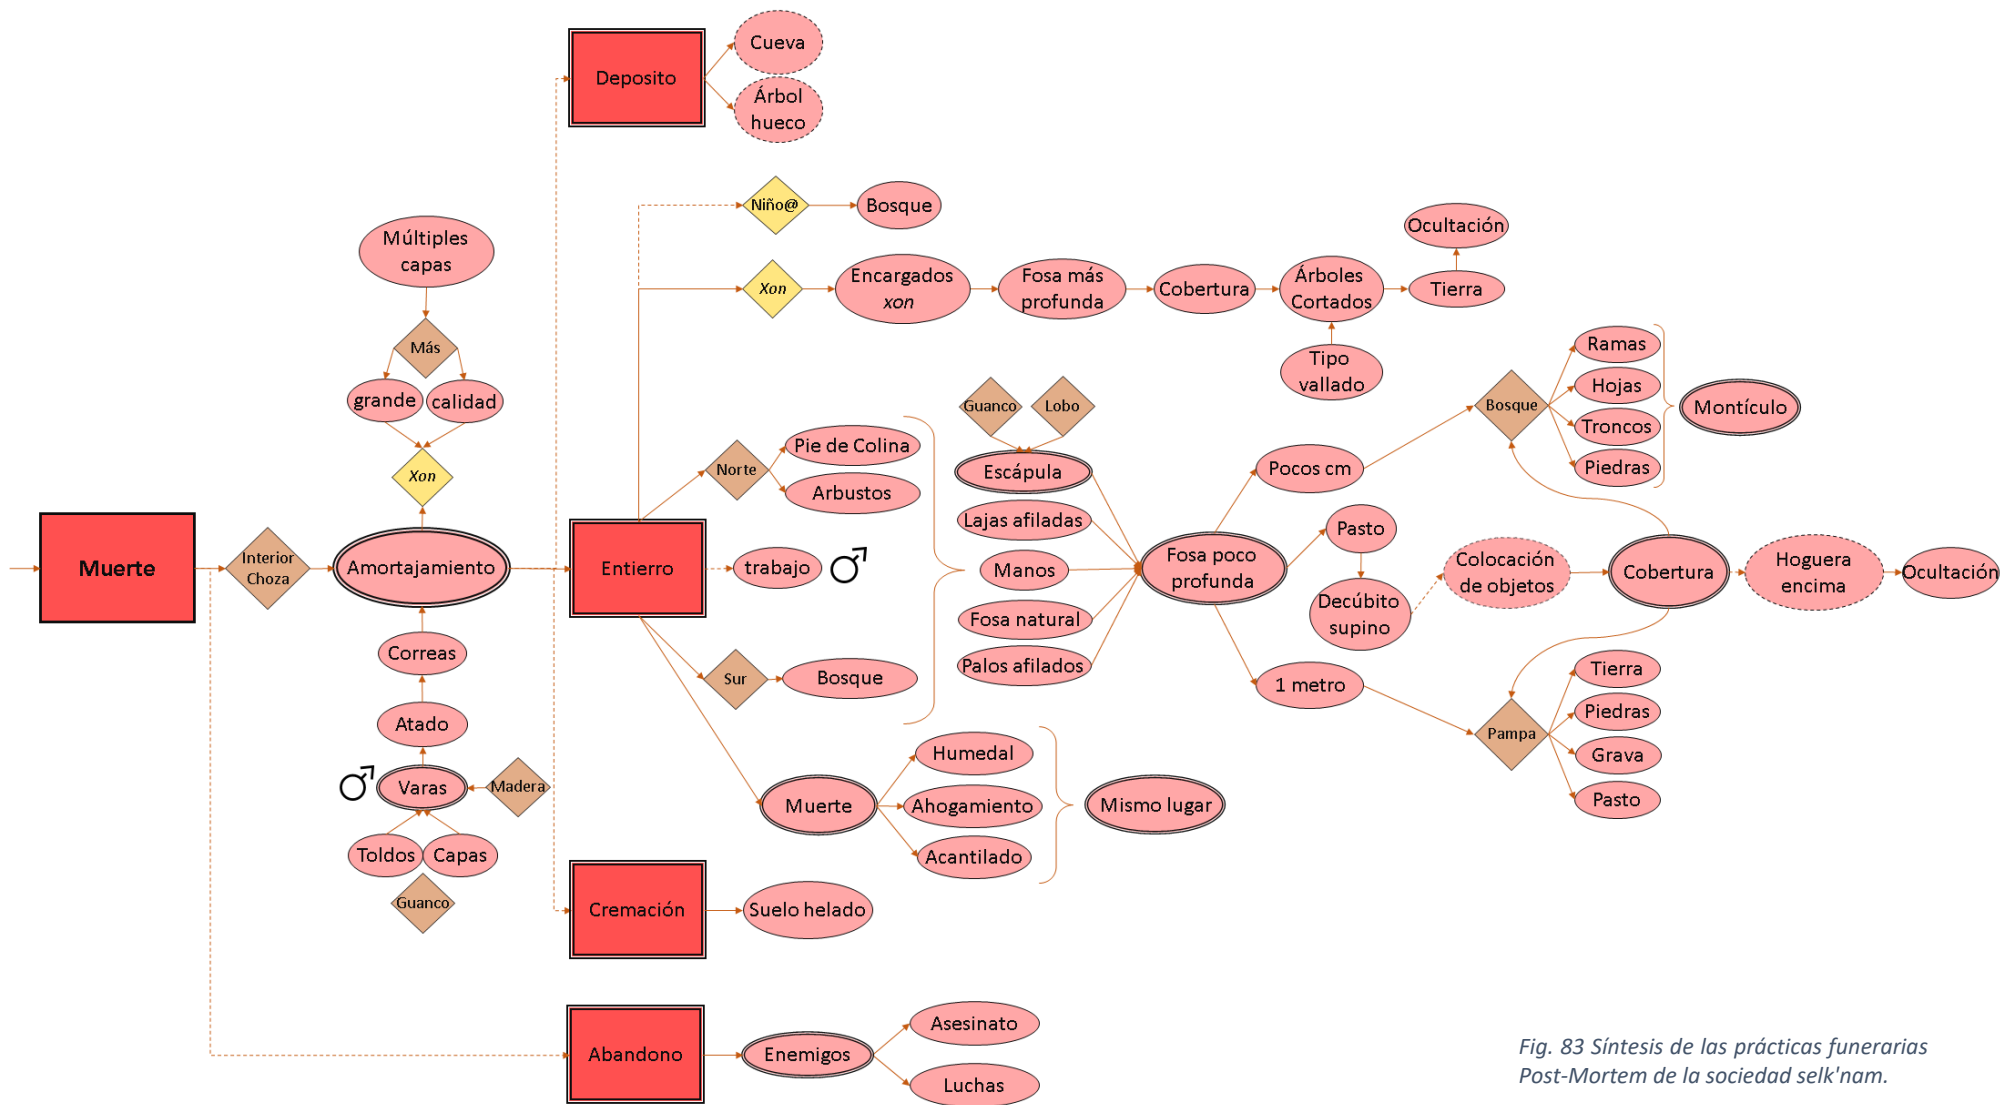 Cueva
Deposito
Árbol
hueco
Niño@
Bosque
Múltiples
capas
Ocultación
Xon
Encargados
xon
Fosa más
profunda
Cobertura
Árboles
Cortados
Tierra
Más
Tipo
vallado
grande
calidad
Xon
Guanco
Lobo
Bosque
Ramas
Hojas
Troncos
Piedras
Montículo
Norte
Pie de Colina
Arbustos
Escápula
Lajas afiladas
Manos
Fosa natural
Palos afilados
Pocos cm
Muerte
Interior
Choza
Amortajamiento
Entierro
trabajo
♂
Fosa poco
profunda
Pasto
Decúbito
supino
Colocación
de objetos
Cobertura
Hoguera
encima
Ocultación
Correas
Sur
Bosque
1 metro
Tierra
Piedras
Grava
Pasto
Pampa
Atado
♂
Varas
Madera
Toldos
Capas
Guanco
Muerte
Humedal
Ahogamiento
Acantilado
Mismo lugar
Cremación
Suelo helado
Abandono
Enemigos
Asesinato
Luchas
Fig. 83 Síntesis de las prácticas funerarias
Post-Mortem de la sociedad selk'nam.